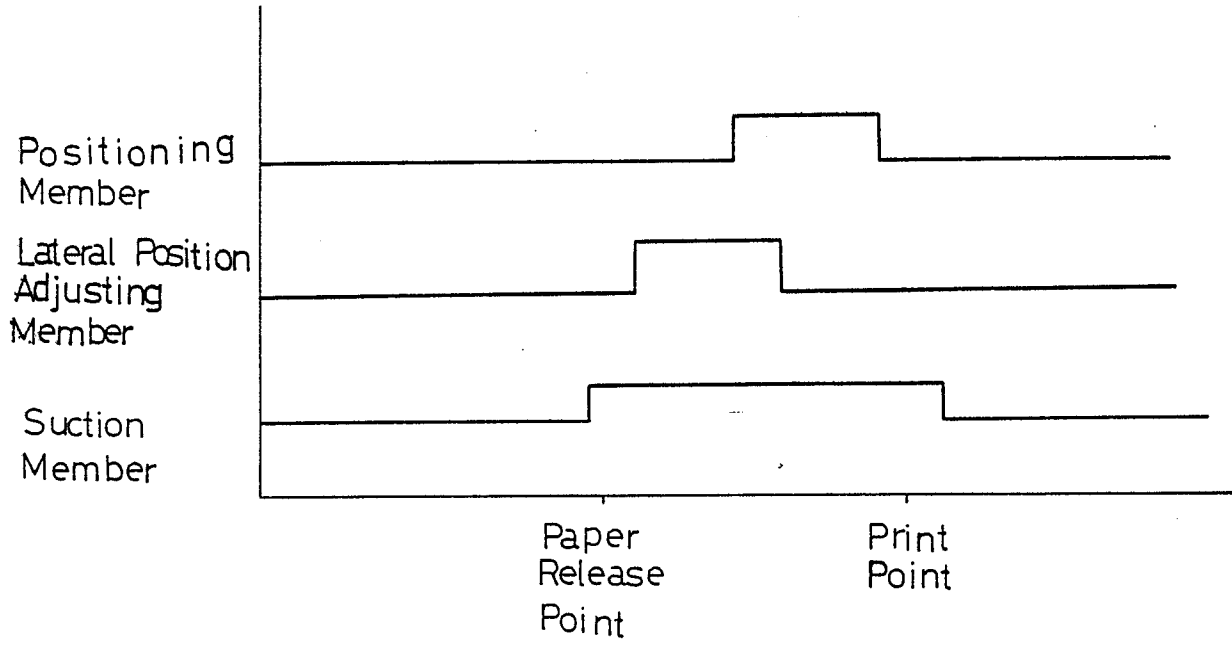 Positioning
Member
Lateral Position
Adjusting
Member
Suction
Member
Paper
Release
Point
Print
Point